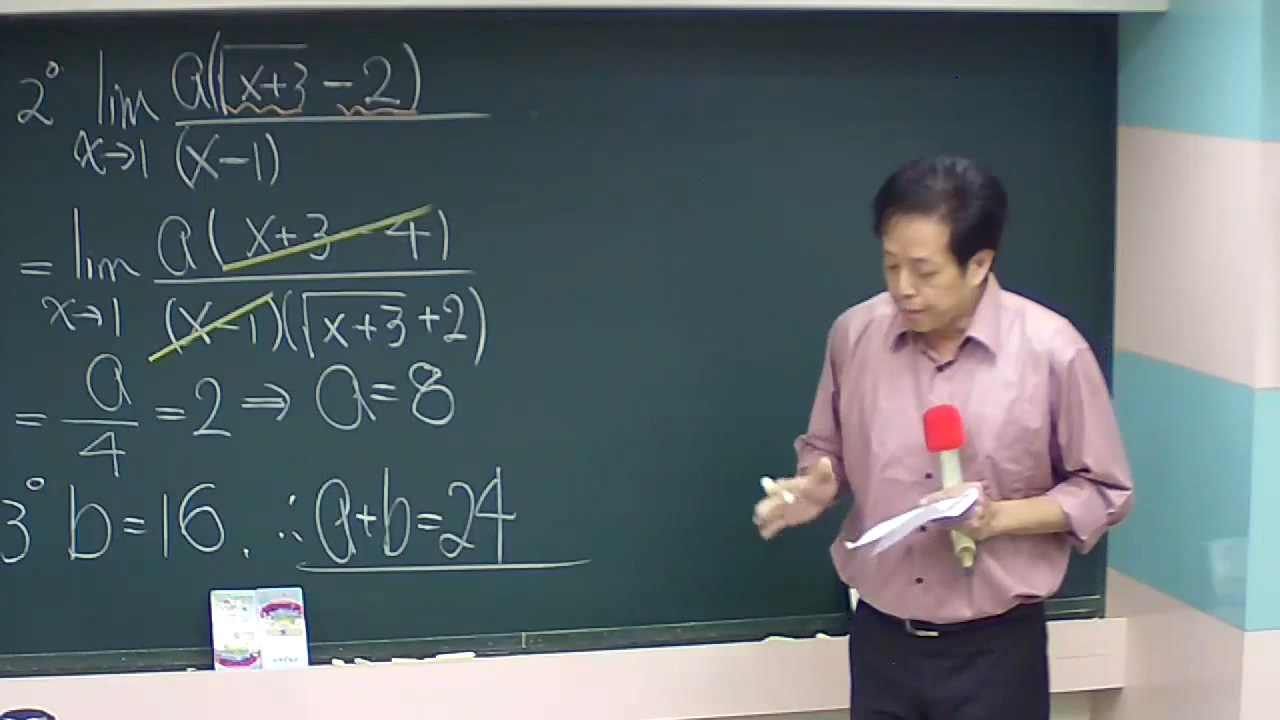 2° lim a(√(x+3) - 2) / (x-1)
x→1
= lim a(x+3-4) / (x-1)(√(x+3) +2)
x→1
= a/4 = 2 ⇒ a=8
3° b=16. ∴ a+b=24